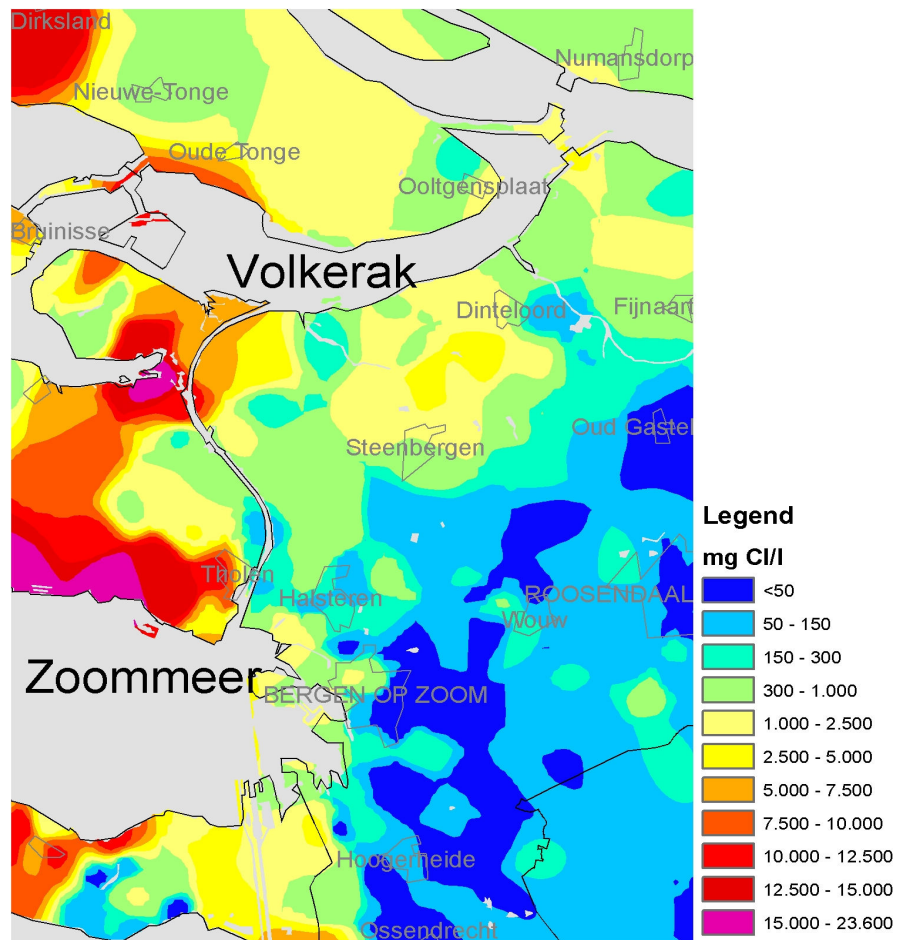 Dirksland
Numansdorp
Nieuwe-Tonge
Oude Tonge
Ooltgensplaat
Bruinisse
Volkerak
Dinteloord
Fijnaart
Oud Gastel
Steenbergen
Tholen
Halsteren
ROOSENDAAL
Wouw
Zoommeer
BERGEN OP ZOOM
Hoogerheide
Ossendrecht
Legend
mg Cl/l
<50
50 - 150
150 - 300
300 - 1.000
1.000 - 2.500
2.500 - 5.000
5.000 - 7.500
7.500 - 10.000
10.000 - 12.500
12.500 - 15.000
15.000 - 23.600